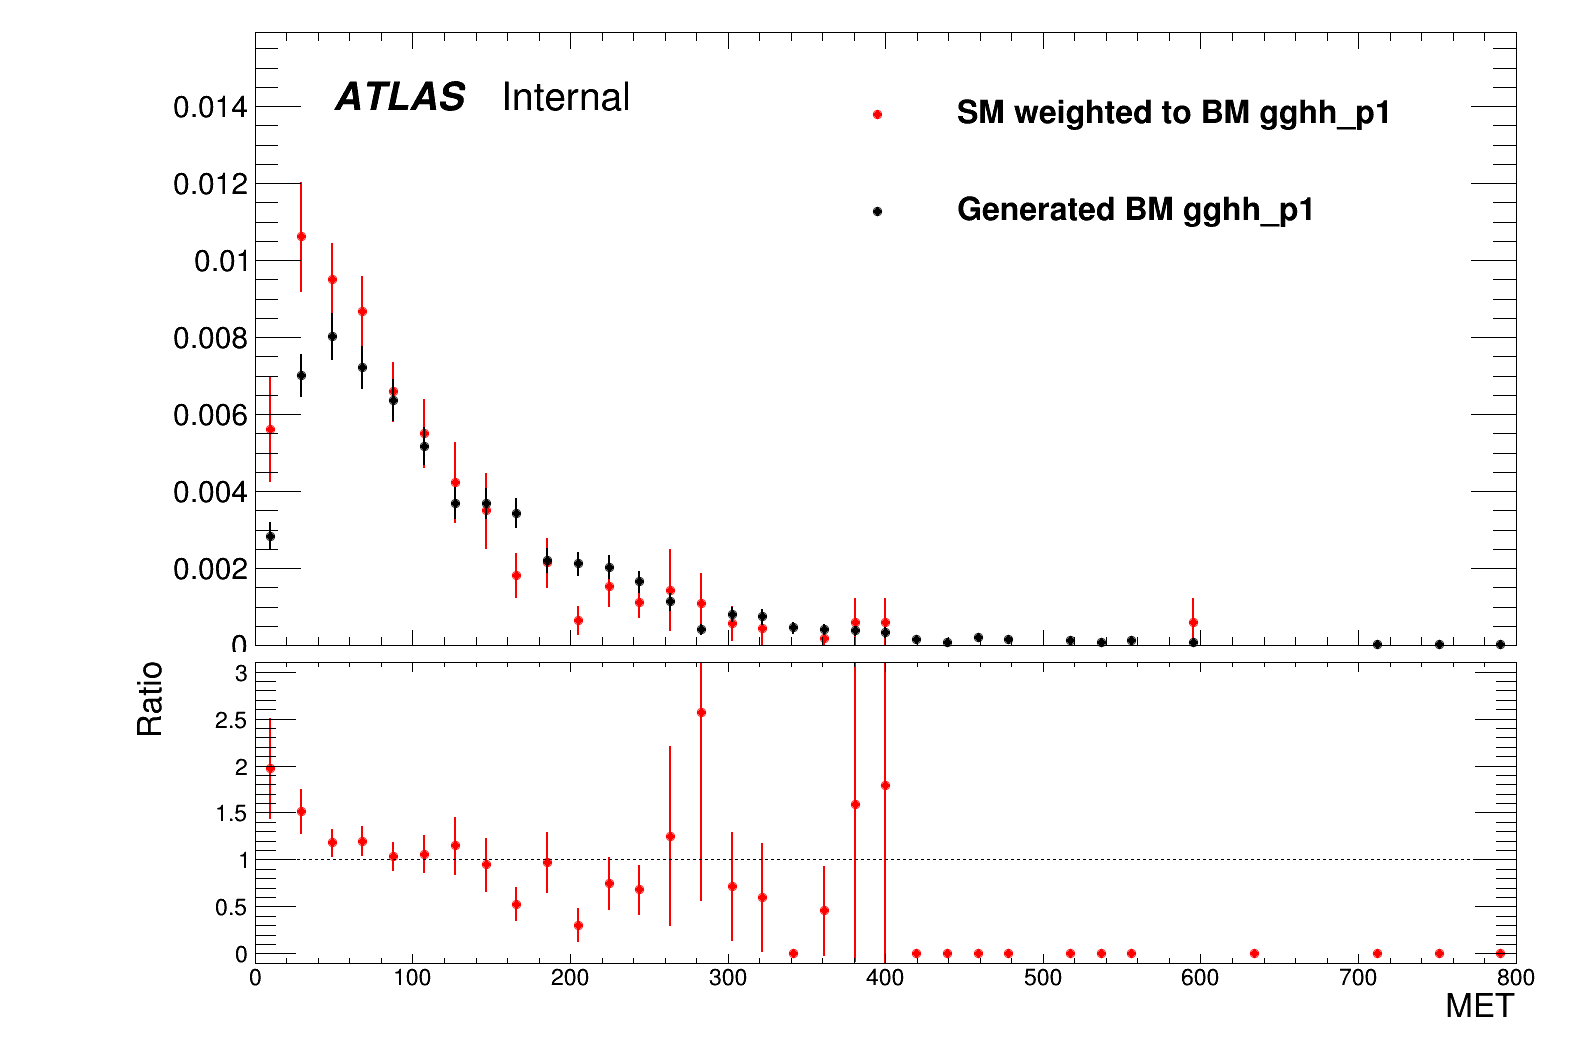 ATLAS Internal
SM weighted to BM gghh_p1
Generated BM gghh_p1
0.014
0.012
0.01
0.008
0.006
0.004
0.002
0
Ratio
3
2.5
2
1.5
1
0.5
0
0 100 200 300 400 500 600 700 800
MET